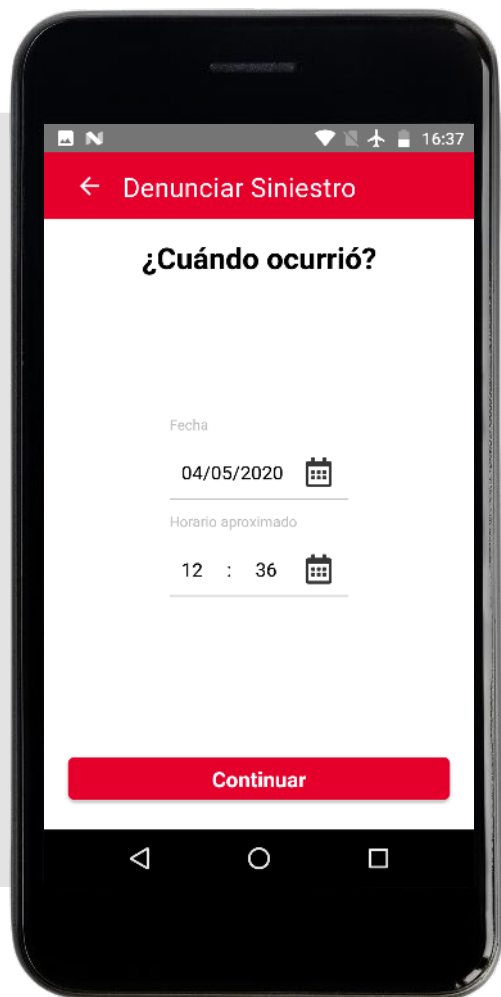 16:37
Denunciar Siniestro
¿Cuándo ocurrió?
Fecha
04/05/2020
Horario aproximado
12 : 36
Continuar